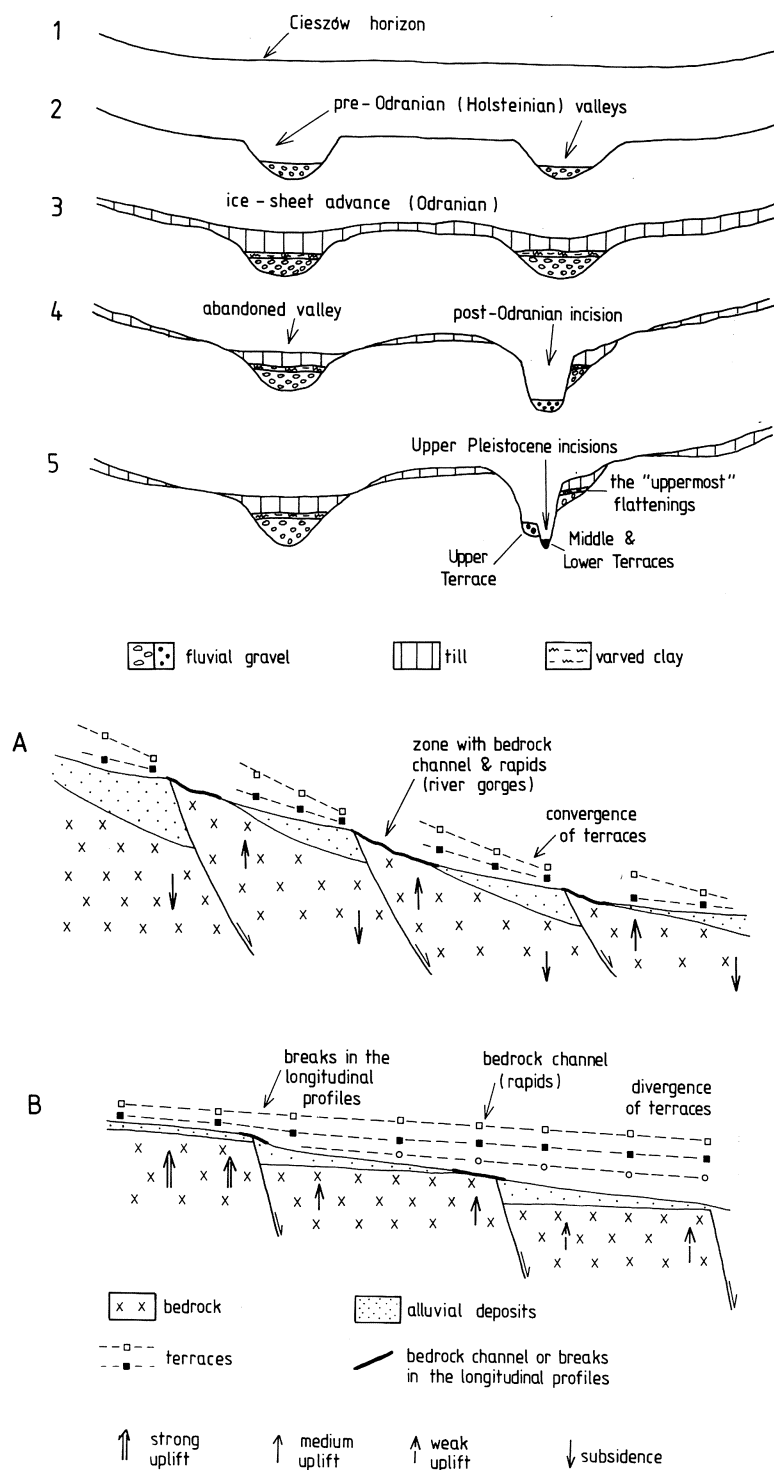 1
Cieszów horizon
2
pre-Odranian (Holsteinian) valleys
3
ice-sheet advance (Odranian)
4
abandoned valley
post-Odranian incision
5
Upper Pleistocene incisions
the "uppermost"
flattenings
Upper
Terrace
Middle &
Lower Terraces
fluvial gravel
till
varved clay
A
zone with bedrock
channel & rapids
(river gorges)
convergence
of terraces
B
breaks in the
longitudinal
profiles
bedrock channel
(rapids)
divergence
of terraces
x x bedrock
alluvial deposits
terraces
bedrock channel or breaks
in the longitudinal profiles
strong
uplift
medium
uplift
weak
uplift
subsidence